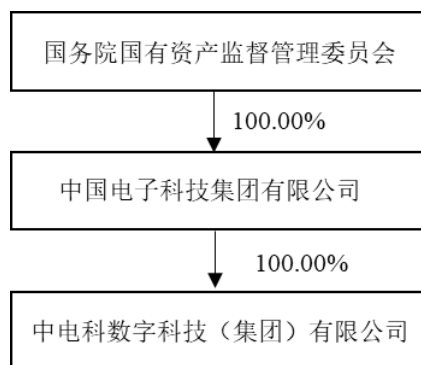 国务院国有资产监督管理委员会
100.00%
中国电子科技集团有限公司
100.00%
中电科数字科技（集团）有限公司